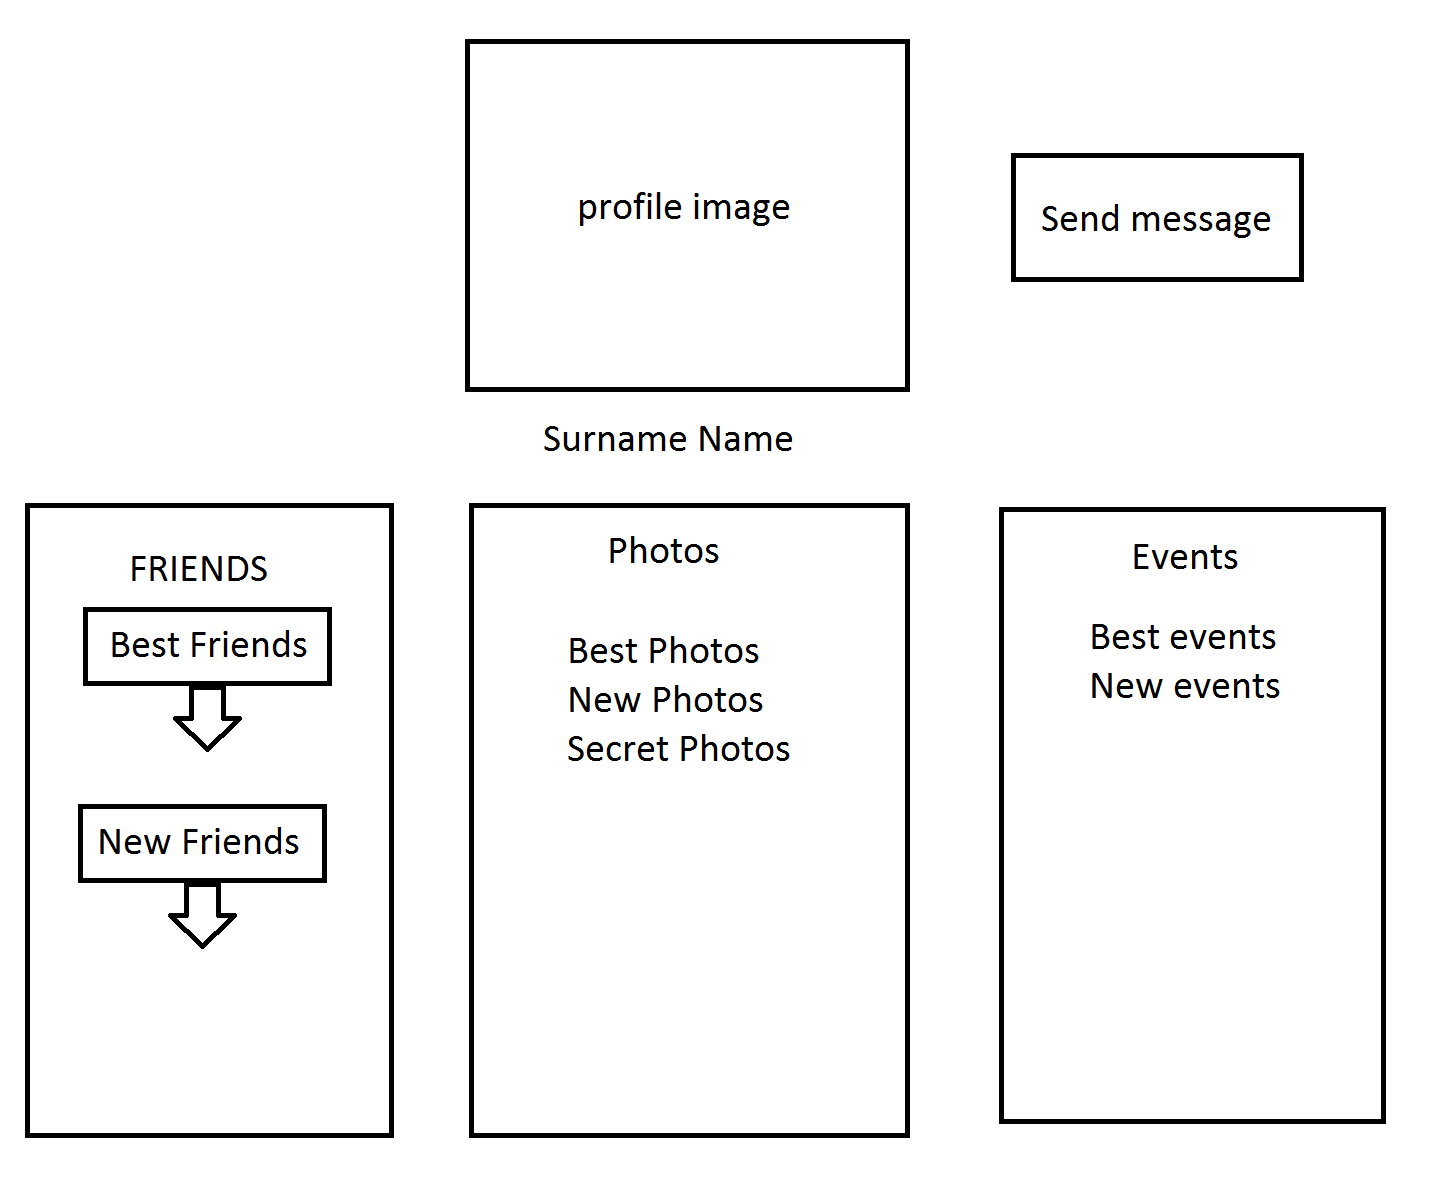 profile image
Send message
Surname Name
FRIENDS
Best Friends
New Friends
Photos
Best Photos
New Photos
Secret Photos
Events
Best events
New events